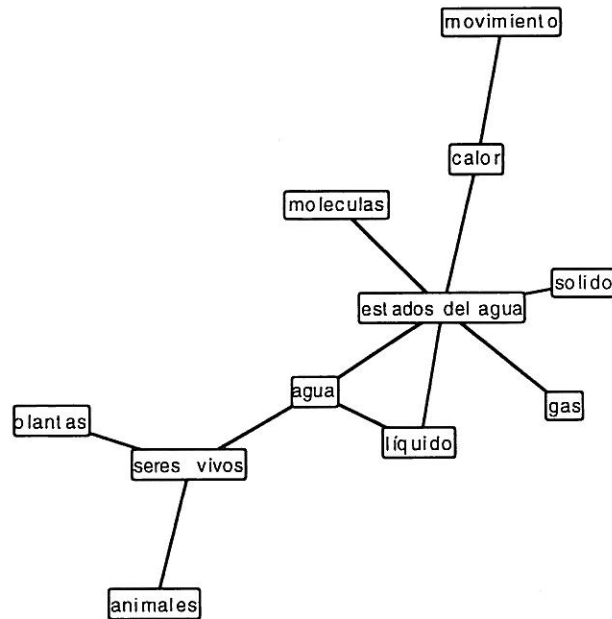 movimiento
calor
moleculas
solido
estados del agua
agua
gas
plantas
líquido
seres vivos
animales